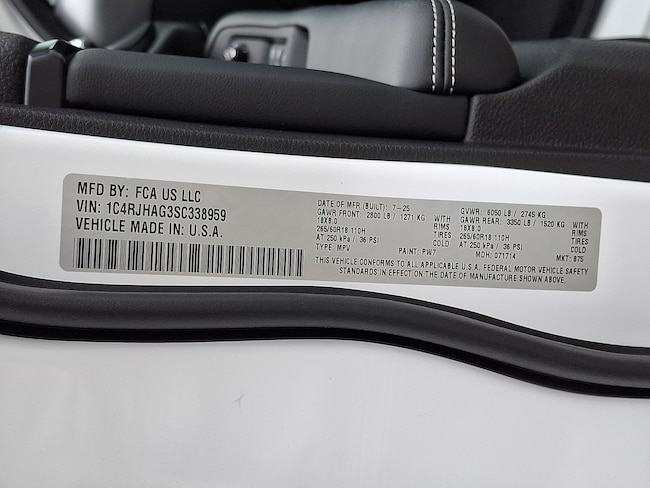 MFD BY: FCA US LLC
VIN: 1C4RJHAG3SC338959
VEHICLE MADE IN: U.S.A.
DATE OF MFR (BUILT): 7-25
GAWR FRONT: 2800 LB / 1271 KG WITH
18X8.0 RIMS
265/60R18 110H TIRES
AT: 250 kPa / 36 PSI COLD
TYPE: MPV PAINT: PW7
GVWR: 6050 LB / 2745 KG
GAWR REAR: 3350 LB / 1520 KG WITH
18X8.0 RIMS
265/60R18 110H TIRES
AT: 250 kPa / 36 PSI COLD
MDH: 071714 MKT: 875
THIS VEHICLE CONFORMS TO ALL APPLICABLE U.S.A. FEDERAL MOTOR VEHICLE SAFETY
STANDARDS IN EFFECT ON THE DATE OF MANUFACTURE SHOWN ABOVE.